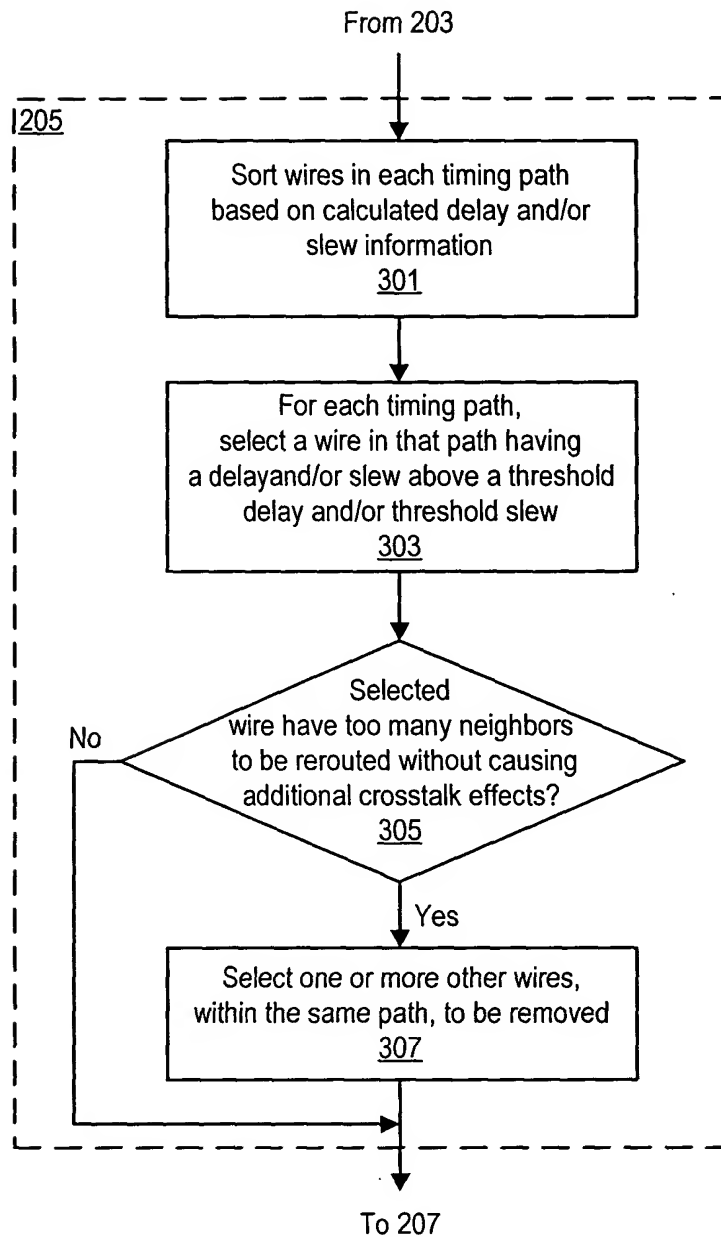 From 203
205
Sort wires in each timing path
based on calculated delay and/or
slew information
301
For each timing path,
select a wire in that path having
a delayand/or slew above a threshold
delay and/or threshold slew
303
Selected
wire have too many neighbors
to be rerouted without causing
additional crosstalk effects?
305
No
Yes
Select one or more other wires,
within the same path, to be removed
307
To 207